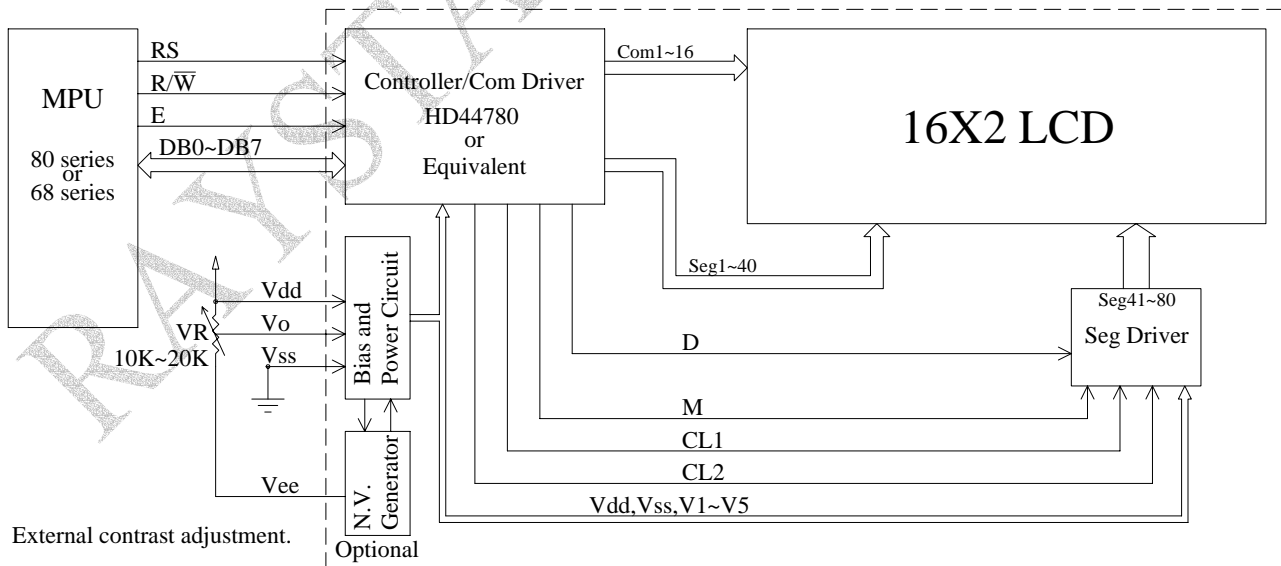 RAYSTA
MPU
80 series
or
68 series
RS
R/W̅
E
DB0~DB7
Controller/Com Driver
HD44780
or
Equivalent
Com1~16
16X2 LCD
Seg1~40
Seg41~80
Seg Driver
Vdd
Vo
Vss
VR
10K~20K
Bias and
Power Circuit
D
M
CL1
CL2
Vdd,Vss,V1~V5
Vee
N.V.
Generator
Optional
External contrast adjustment.